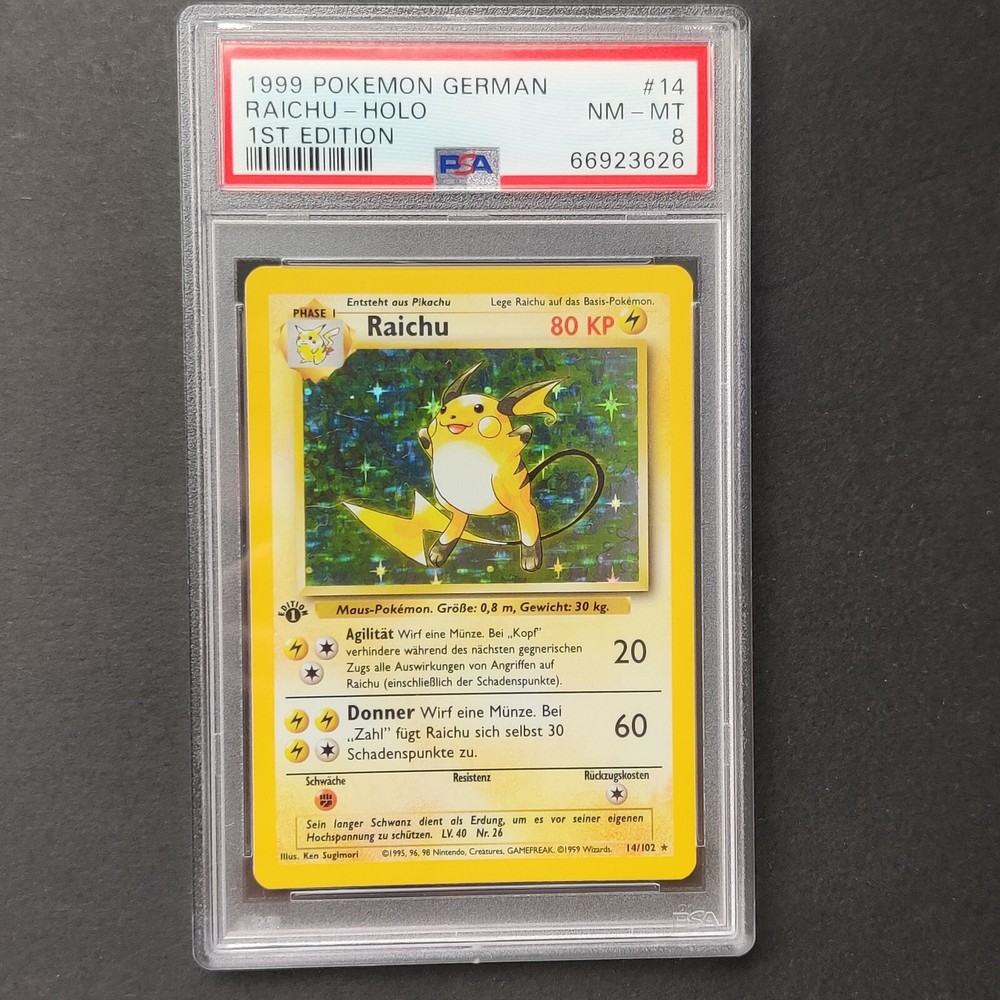 1999 POKEMON GERMAN #14
RAICHU - HOLO NM - MT
1ST EDITION 8
PSA 66923626
Entsteht aus Pikachu Lege Raichu auf das Basis-Pokémon.
PHASE 1
Raichu 80 KP
EDITION 1
Maus-Pokémon. Größe: 0,8 m, Gewicht: 30 kg.
Agilität Wirf eine Münze. Bei „Kopf"
verhindere während des nächsten gegnerischen
Zugs alle Auswirkungen von Angriffen auf
Raichu (einschließlich der Schadenspunkte).
20
Donner Wirf eine Münze. Bei
„Zahl" fügt Raichu sich selbst 30
Schadenspunkte zu.
60
Schwäche Resistenz Rückzugskosten
Sein langer Schwanz dient als Erdung, um es vor seiner eigenen
Hochspannung zu schützen. LV. 40 Nr. 26
Illus. Ken Sugimori ©1995, 96, 98 Nintendo, Creatures, GAMEFREAK. ©1959 Wizards. 14/102 ★
PSA